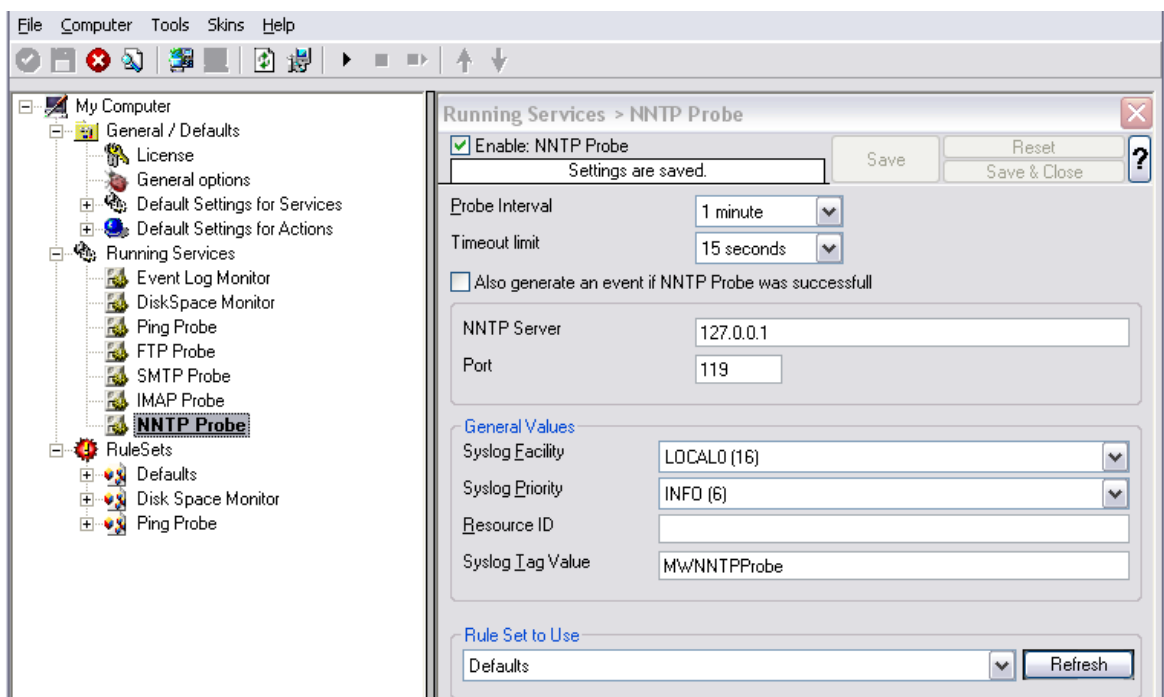 File Computer Tools Skins Help
My Computer
General / Defaults
License
General options
Default Settings for Services
Default Settings for Actions
Running Services
Event Log Monitor
DiskSpace Monitor
Ping Probe
FTP Probe
SMTP Probe
IMAP Probe
NNTP Probe
RuleSets
Defaults
Disk Space Monitor
Ping Probe
Running Services > NNTP Probe
Enable: NNTP Probe
Settings are saved.
Save
Reset
Save & Close
?
Probe Interval 1 minute
Timeout limit 15 seconds
Also generate an event if NNTP Probe was successfull
NNTP Server 127.0.0.1
Port 119
General Values
Syslog Facility LOCAL0 (16)
Syslog Priority INFO (6)
Resource ID
Syslog Tag Value MWNNTPProbe
Rule Set to Use
Defaults Refresh